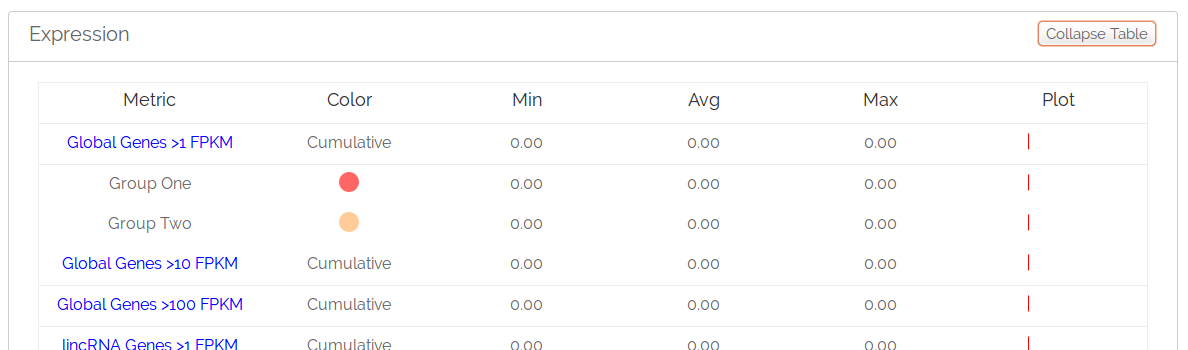 Expression
Collapse Table
Metric Color Min Avg Max Plot
Global Genes >1 FPKM Cumulative 0.00 0.00 0.00
Group One 0.00 0.00 0.00
Group Two 0.00 0.00 0.00
Global Genes >10 FPKM Cumulative 0.00 0.00 0.00
Global Genes >100 FPKM Cumulative 0.00 0.00 0.00
lincRNA Genes >1 FPKM Cumulative 0.00 0.00 0.00